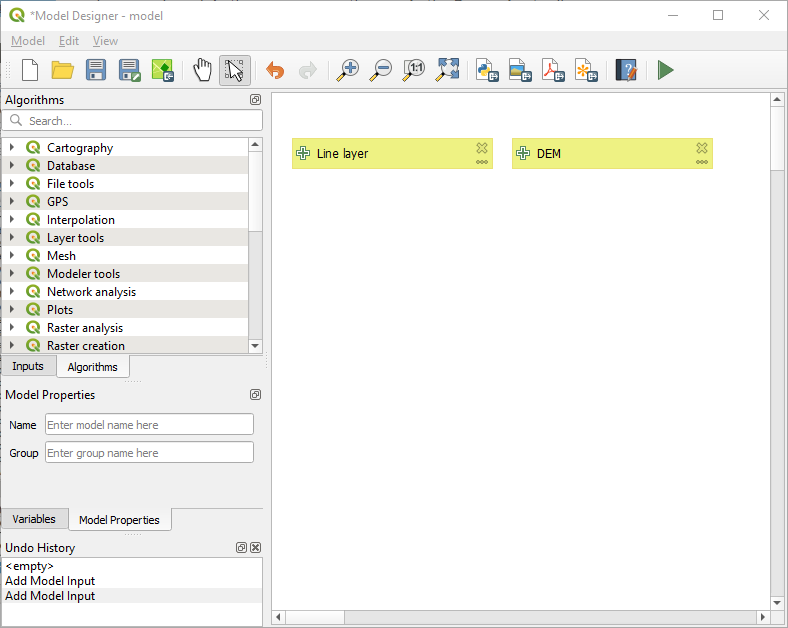 *Model Designer - model
Model Edit View
1:1
Algorithms
Search...
Cartography
Database
File tools
GPS
Interpolation
Layer tools
Mesh
Modeler tools
Network analysis
Plots
Raster analysis
Raster creation
Inputs Algorithms
Model Properties
Name Enter model name here
Group Enter group name here
Variables Model Properties
Undo History
<empty>
Add Model Input
Add Model Input
Line layer
DEM